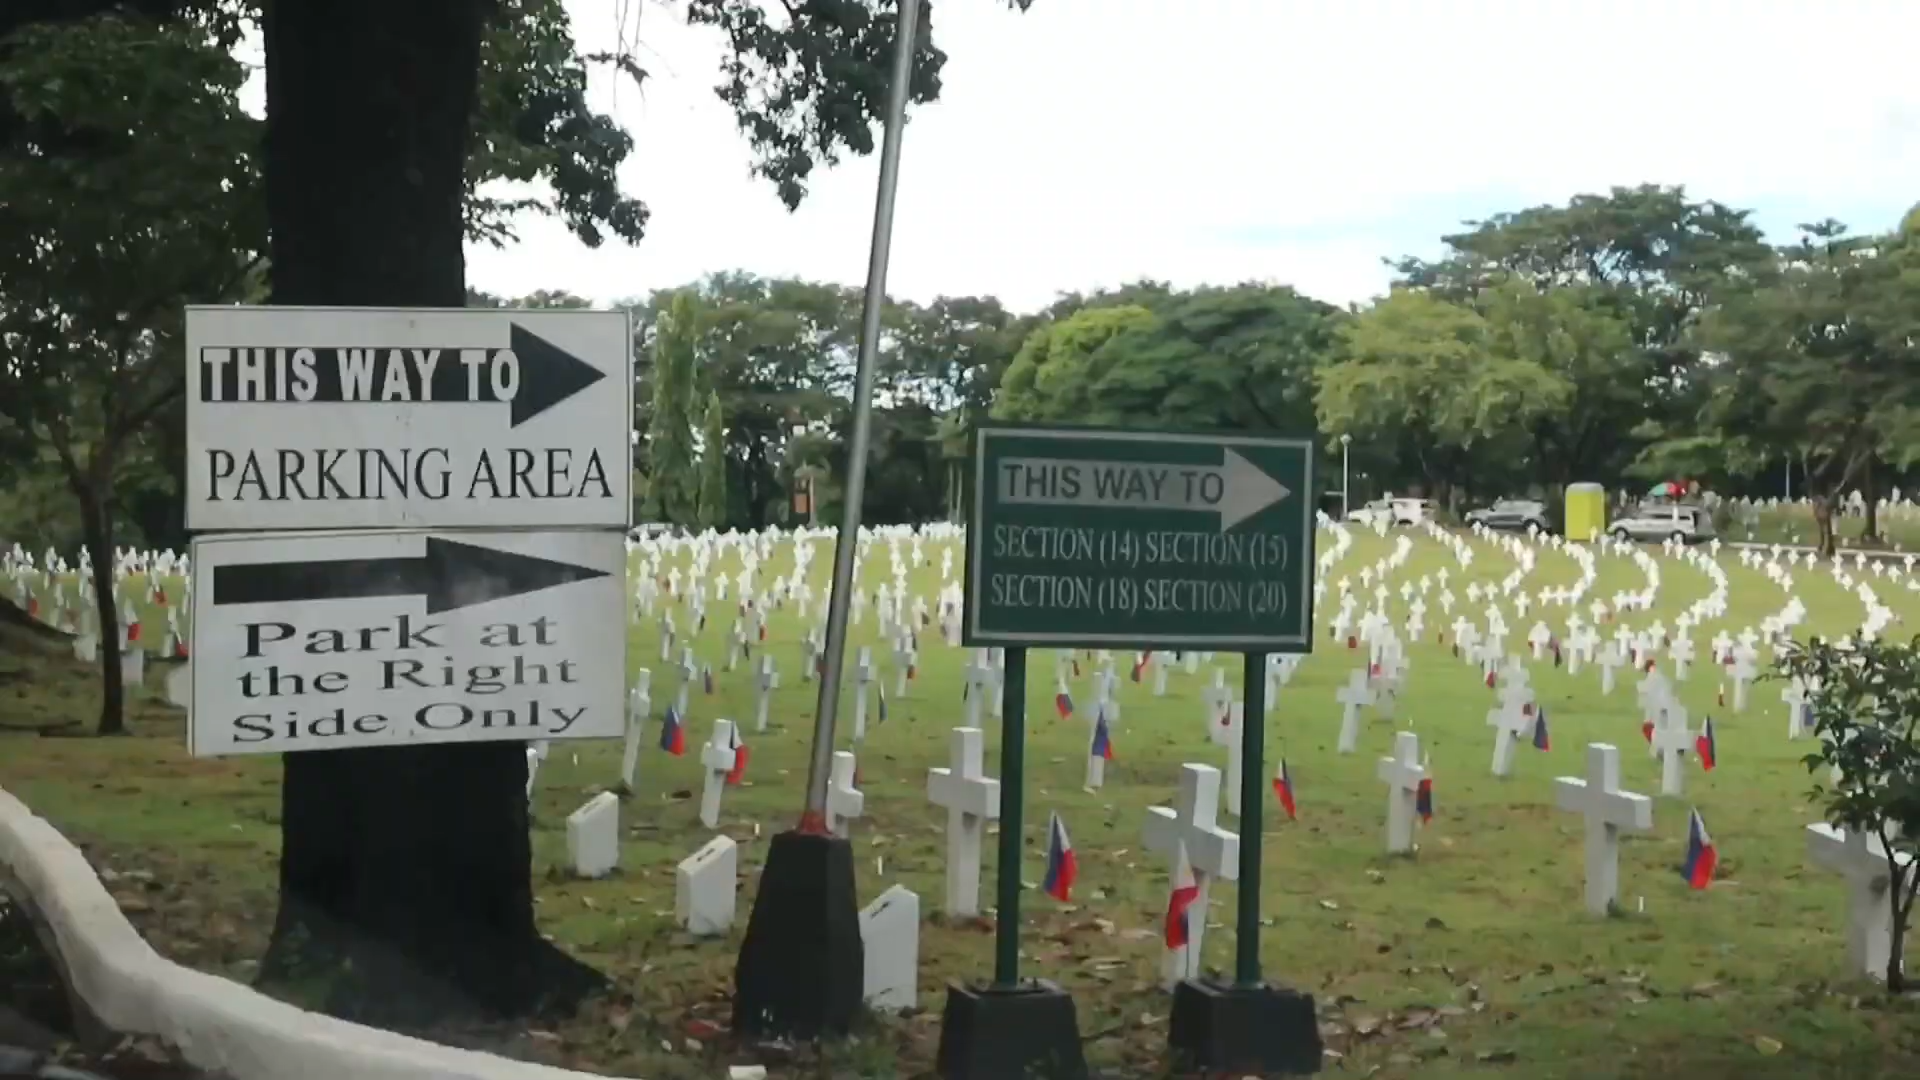 THIS WAY TO
PARKING AREA
Park at
the Right
Side Only
THIS WAY TO
SECTION (14) SECTION (15)
SECTION (18) SECTION (20)